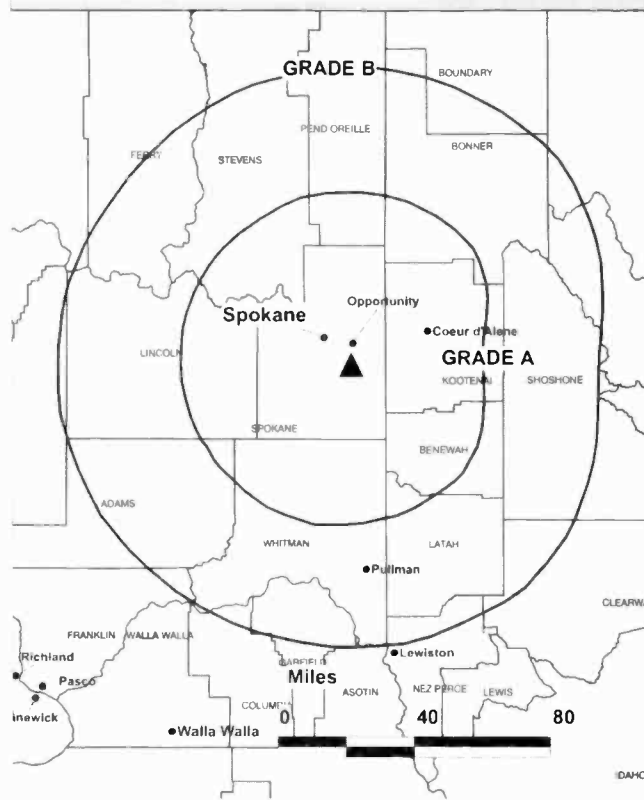 GRADE B
BOUNDARY
PEND OREILLE
BONNER
FERRY
STEVENS
Opportunity
Spokane
Coeur d'Alene
LINCOLN
GRADE A
KOOTENAI
SHOSHONE
SPOKANE
BENEWAH
ADAMS
WHITMAN
LATAH
Pullman
CLEARW
FRANKLIN
WALLA WALLA
Richland
Lewiston
GARFIELD
Miles
Pasco
ASOTIN
NEZ PERCE
LEWIS
inewick
COLUMBI
0 40 80
Walla Walla
IDAHO